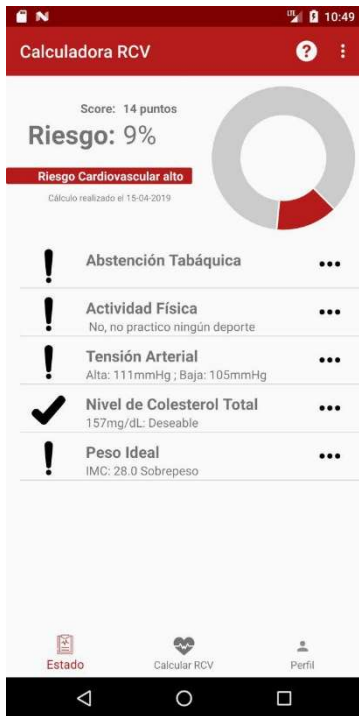 10:49
Calculadora RCV
Score: 14 puntos
Riesgo: 9%
Riesgo Cardiovascular alto
Cálculo realizado el 15-04-2019
Abstención Tabáquica
Actividad Física
No, no practico ningún deporte
Tensión Arterial
Alta: 111mmHg ; Baja: 105mmHg
Nivel de Colesterol Total
157mg/dL: Deseable
Peso Ideal
IMC: 28.0 Sobrepeso
Estado
Calcular RCV
Perfil